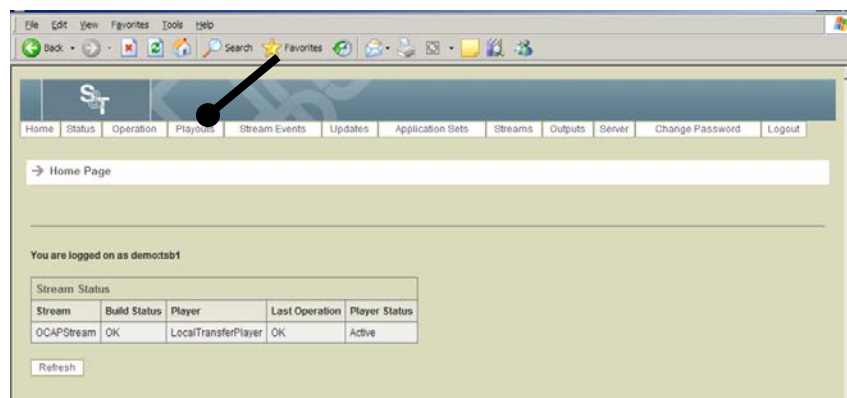 File Edit View Favorites Tools Help
Back Search Favorites
S&T
Home Status Operation Playouts Stream Events Updates Application Sets Streams Outputs Server Change Password Logout
→ Home Page
You are logged on as demo:tsb1
Stream Status
Stream Build Status Player Last Operation Player Status
OCAPStream OK LocalTransferPlayer OK Active
Refresh